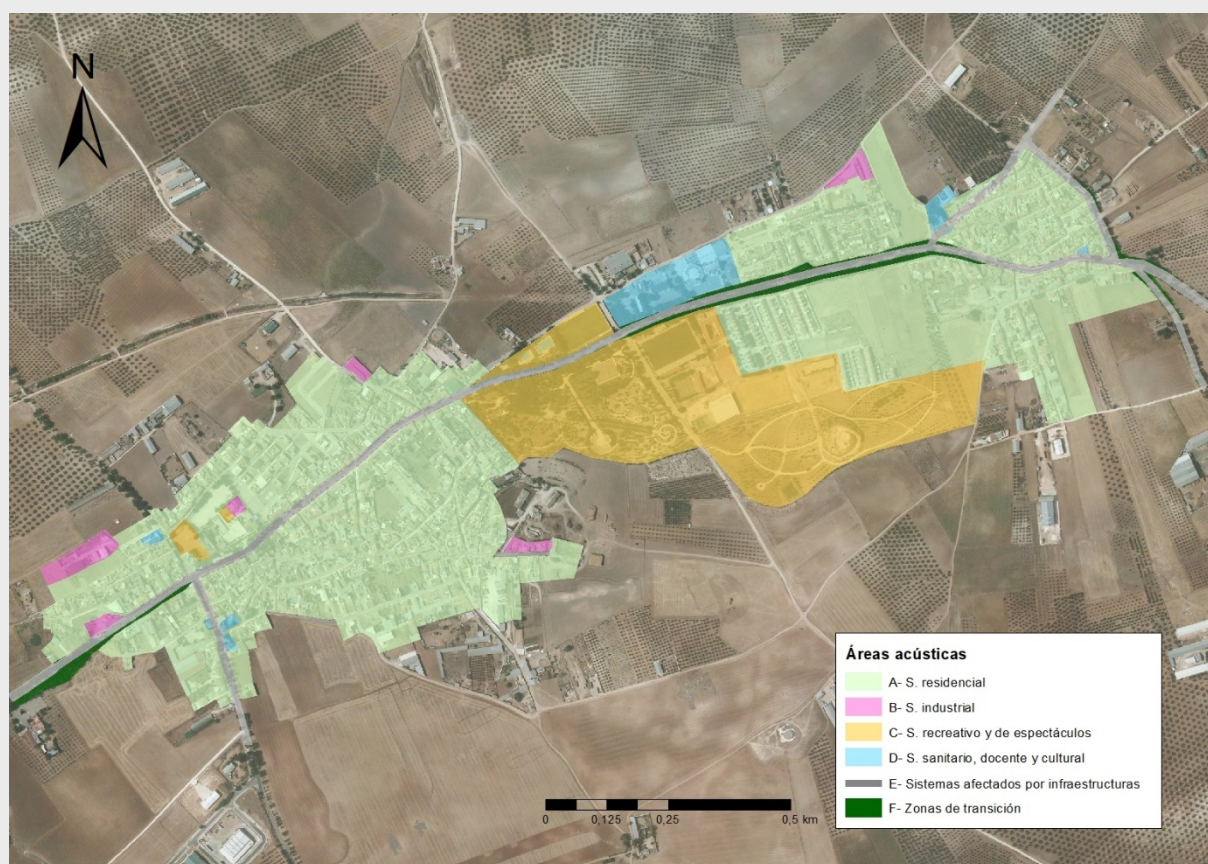 N
Áreas acústicas
A- S. residencial
B- S. industrial
C- S. recreativo y de espectáculos
D- S. sanitario, docente y cultural
E- Sistemas afectados por infraestructuras
F- Zonas de transición
0 0,125 0,25 0,5 km